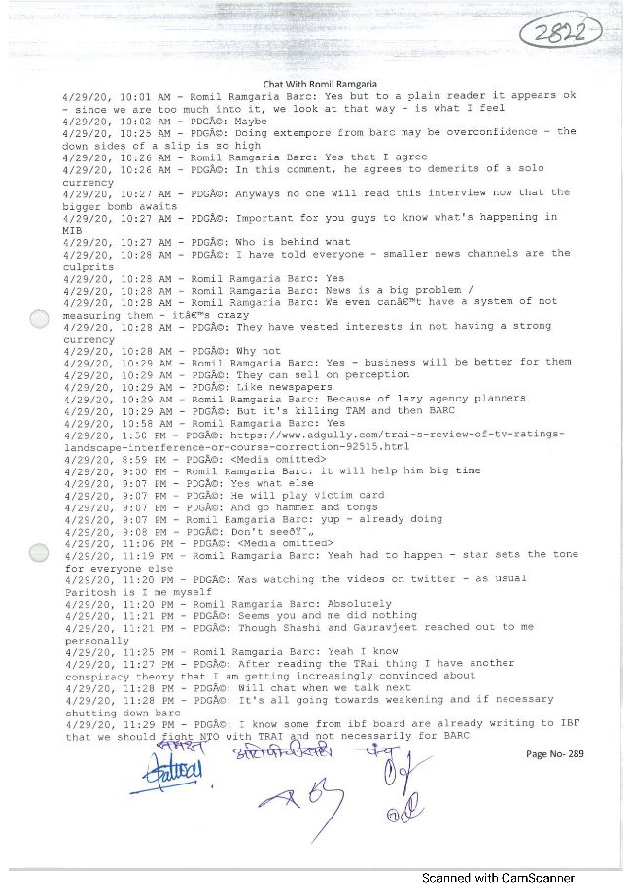 2822
Chat With Romil Ramgaria
4/29/20, 10:01 AM - Romil Ramgaria Barc: Yes but to a plain reader it appears ok
- since we are too much into it, we look at that way - is what I feel
4/29/20, 10:02 AM - PDGÂ©: Maybe
4/29/20, 10:25 AM - PDGÂ©: Doing extempore from barc may be overconfidence - the
down sides of a slip is so high
4/29/20, 10:26 AM - Romil Ramgaria Barc: Yes that I agree
4/29/20, 10:26 AM - PDGÂ©: In this comment, he agrees to demerits of a solo
currency
4/29/20, 10:27 AM - PDGÂ©: Anyways no one will read this interview now that the
bigger bomb awaits
4/29/20, 10:27 AM - PDGÂ©: Important for you guys to know what's happening in
MIB
4/29/20, 10:27 AM - PDGÂ©: Who is behind what
4/29/20, 10:28 AM - PDGÂ©: I have told everyone - smaller news channels are the
culprits
4/29/20, 10:28 AM - Romil Ramgaria Barc: Yes
4/29/20, 10:28 AM - Romil Ramgaria Barc: News is a big problem /
4/29/20, 10:28 AM - Romil Ramgaria Barc: We even canâ€™t have a system of not
measuring them - itâ€™s crazy
4/29/20, 10:28 AM - PDGÂ©: They have vested interests in not having a strong
currency
4/29/20, 10:28 AM - PDGÂ©: Why not
4/29/20, 10:29 AM - Romil Ramgaria Barc: Yes - business will be better for them
4/29/20, 10:29 AM - PDGÂ©: They can sell on perception
4/29/20, 10:29 AM - PDGÂ©: Like newspapers
4/29/20, 10:29 AM - Romil Ramgaria Barc: Because of lazy agency planners
4/29/20, 10:29 AM - PDGÂ©: But it's killing TAM and then BARC
4/29/20, 10:58 AM - Romil Ramgaria Barc: Yes
4/29/20, 1:50 PM - PDGÂ©: https://www.adgully.com/trai-s-review-of-tv-ratings-
landscape-interference-or-course-correction-92515.html
4/29/20, 8:59 PM - PDGÂ©: <Media omitted>
4/29/20, 9:00 PM - Romil Ramgaria Barc: it will help him big time
4/29/20, 9:07 PM - PDGÂ©: Yes what else
4/29/20, 9:07 PM - PDGÂ©: He will play victim card
4/29/20, 9:07 PM - PDGÂ©: And go hammer and tongs
4/29/20, 9:07 PM - Romil Ramgaria Barc: yup - already doing
4/29/20, 9:08 PM - PDGÂ©: Don't seeðŸ˜„
4/29/20, 11:06 PM - PDGÂ©: <Media omitted>
4/29/20, 11:19 PM - Romil Ramgaria Barc: Yeah had to happen - star sets the tone
for everyone else
4/29/20, 11:20 PM - PDGÂ©: Was watching the videos on twitter - as usual
Paritosh is I me myself
4/29/20, 11:20 PM - Romil Ramgaria Barc: Absolutely
4/29/20, 11:21 PM - PDGÂ©: Seems you and me did nothing
4/29/20, 11:21 PM - PDGÂ©: Though Shashi and Gauravjeet reached out to me
personally
4/29/20, 11:25 PM - Romil Ramgaria Barc: Yeah I know
4/29/20, 11:27 PM - PDGÂ©: After reading the TRai thing I have another
conspiracy theory that I am getting increasingly convinced about
4/29/20, 11:28 PM - PDGÂ©: Will chat when we talk next
4/29/20, 11:28 PM - PDGÂ©: It's all going towards weakening and if necessary
shutting down barc
4/29/20, 11:29 PM - PDGÂ©: I know some from ibf board are already writing to IBF
that we should fight NTO with TRAI and not necessarily for BARC
समक्ष
पंच
Page No- 289
Scanned with CamScanner